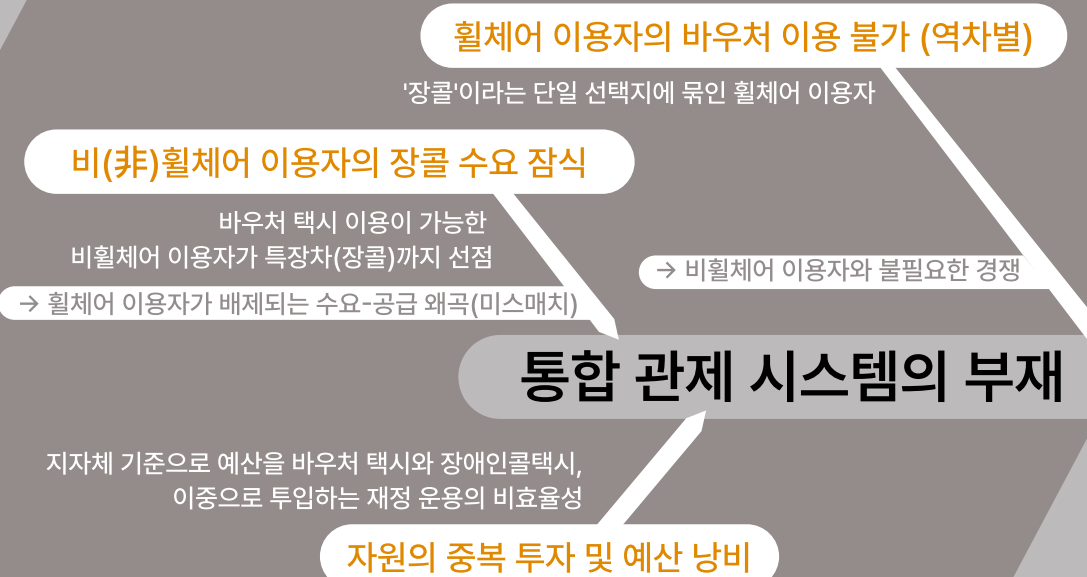 휠체어 이용자의 바우처 이용 불가 (역차별)
'장콜'이라는 단일 선택지에 묶인 휠체어 이용자
비(非)휠체어 이용자의 장콜 수요 잠식
바우처 택시 이용이 가능한
비휠체어 이용자가 특장차(장콜)까지 선점
→ 비휠체어 이용자와 불필요한 경쟁
→ 휠체어 이용자가 배제되는 수요-공급 왜곡(미스매치)
통합 관제 시스템의 부재
지자체 기준으로 예산을 바우처 택시와 장애인콜택시,
이중으로 투입하는 재정 운용의 비효율성
자원의 중복 투자 및 예산 낭비